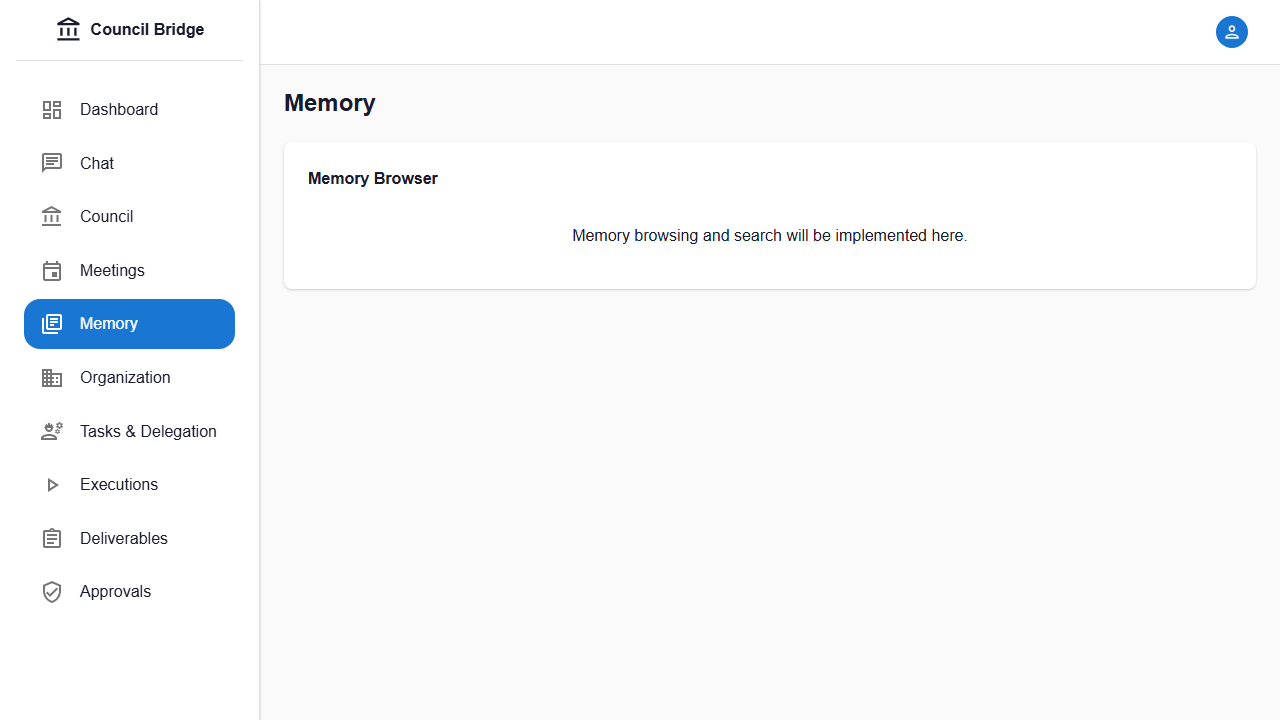 Council Bridge
Dashboard
Chat
Council
Meetings
Memory
Organization
Tasks & Delegation
Executions
Deliverables
Approvals
Memory
Memory Browser
Memory browsing and search will be implemented here.